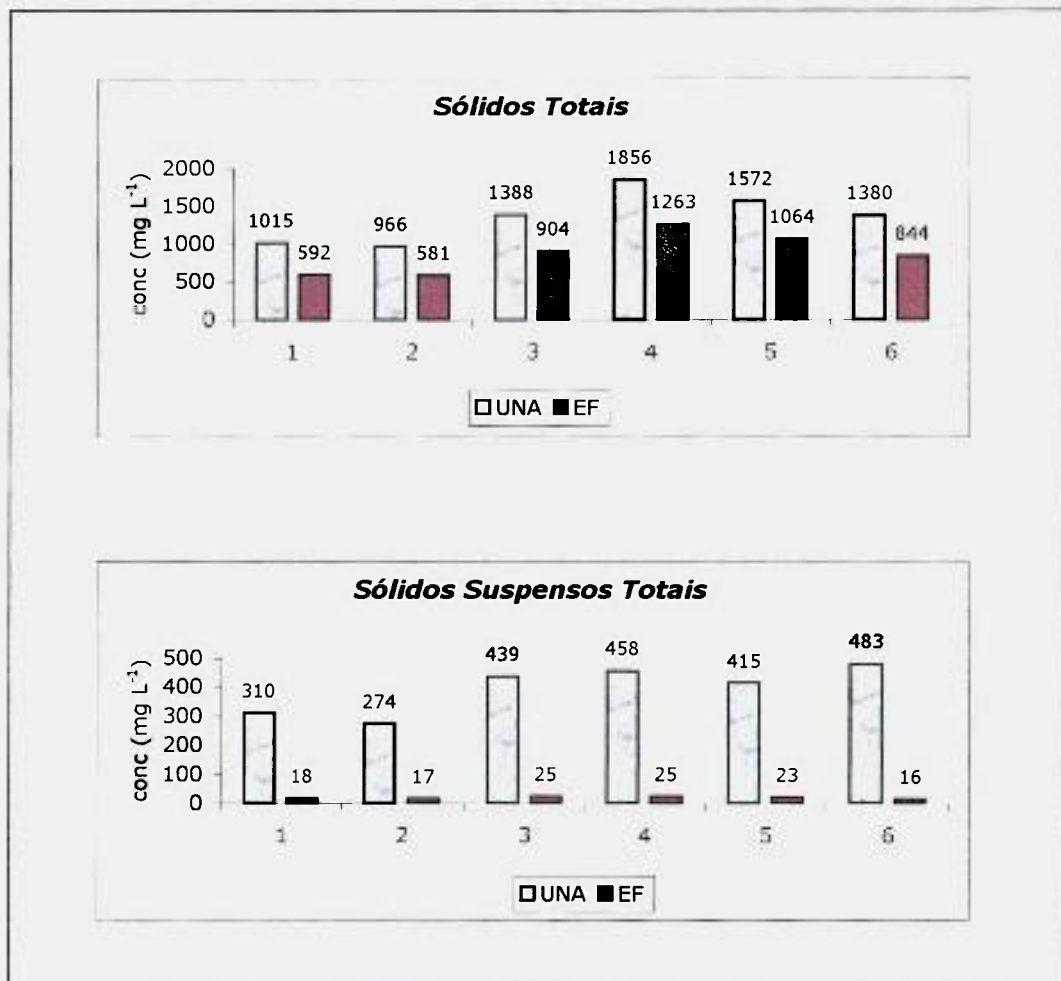 Sólidos Totais
conc (mg L⁻¹)
2000
1500
1000
500
0
1015 592 966 581 1388 904 1856 1263 1572 1064 1380 844
1 2 3 4 5 6
UNA EF
Sólidos Suspensos Totais
conc (mg L⁻¹)
500
400
300
200
100
0
310 18 274 17 439 25 458 25 415 23 483 16
1 2 3 4 5 6
UNA EF